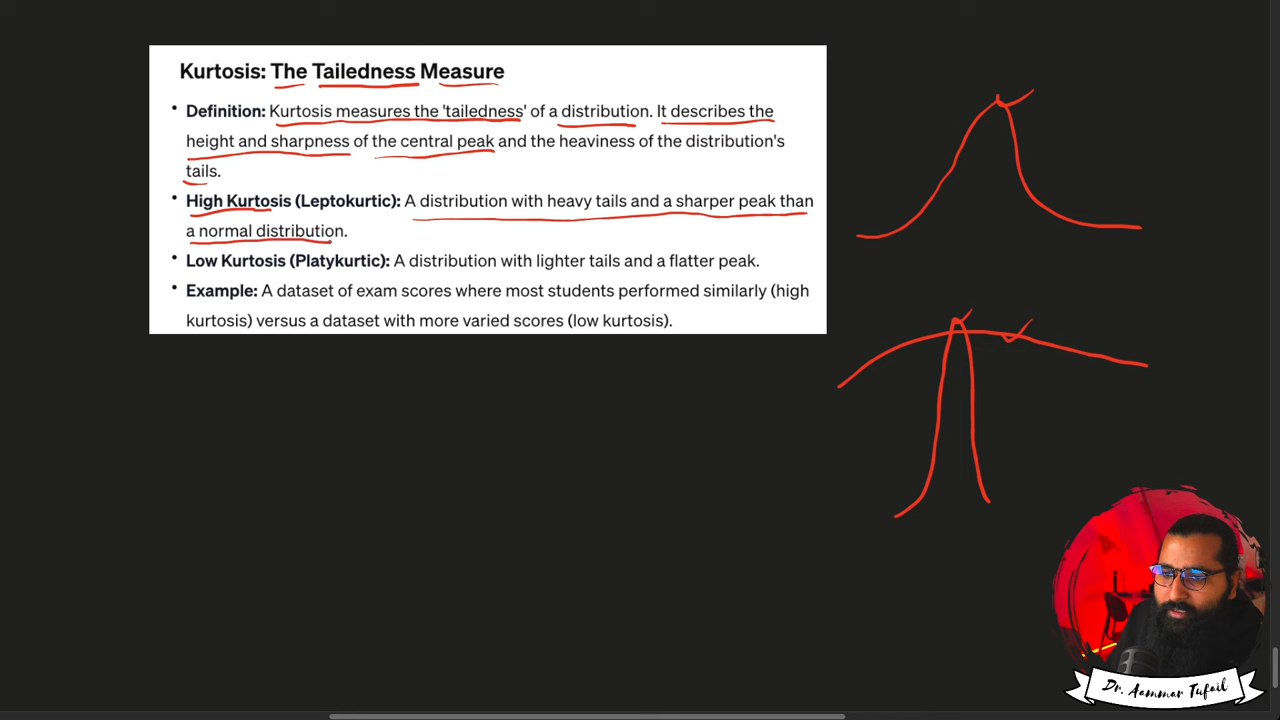 Kurtosis: The Tailedness Measure
• Definition: Kurtosis measures the 'tailedness' of a distribution. It describes the
height and sharpness of the central peak and the heaviness of the distribution's
tails.
• High Kurtosis (Leptokurtic): A distribution with heavy tails and a sharper peak than
a normal distribution.
• Low Kurtosis (Platykurtic): A distribution with lighter tails and a flatter peak.
• Example: A dataset of exam scores where most students performed similarly (high
kurtosis) versus a dataset with more varied scores (low kurtosis).
Dr. Aammar Tufail